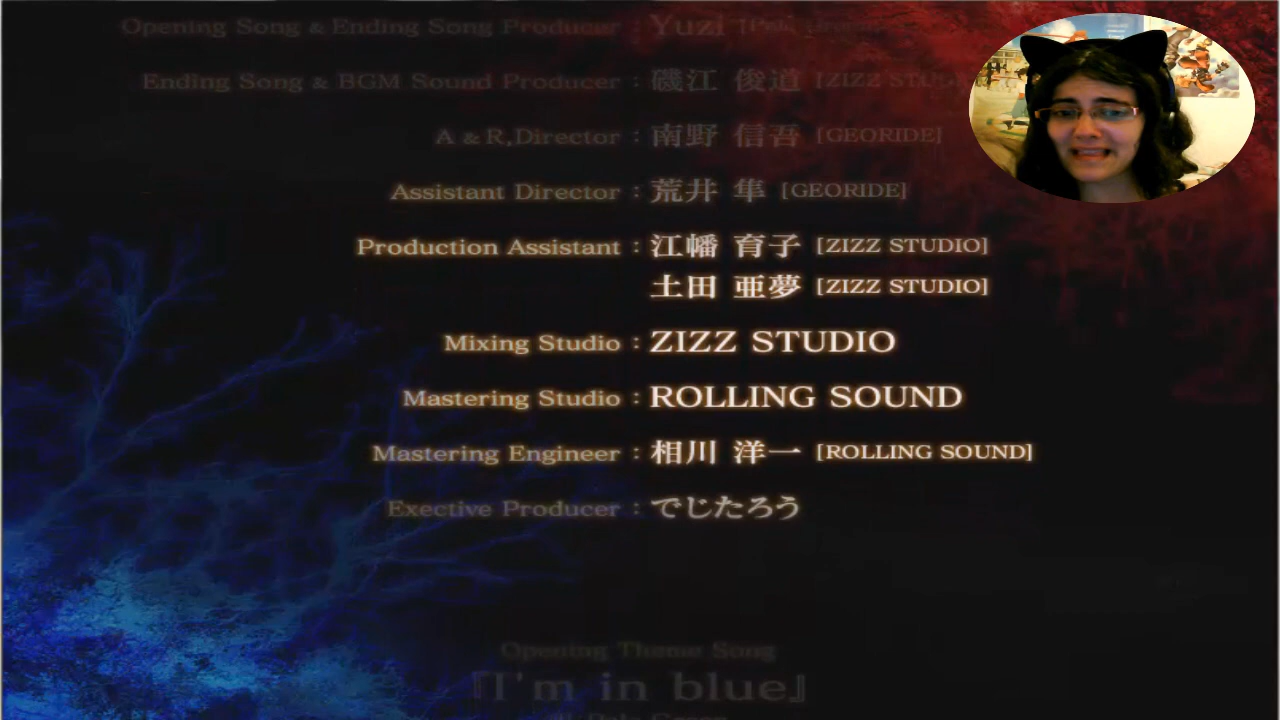 Opening Song & Ending Song Producer : Yuzi
Ending Song & BGM Sound Producer : 磯江 俊道 [ZIZZ STUDIO]
A & R,Director : 南野 信吾 [GEORIDE]
Assistant Director : 荒井 隼 [GEORIDE]
Production Assistant : 江幡 育子 [ZIZZ STUDIO]
土田 亜夢 [ZIZZ STUDIO]
Mixing Studio : ZIZZ STUDIO
Mastering Studio : ROLLING SOUND
Mastering Engineer : 相川 洋一 [ROLLING SOUND]
Exective Producer : でじたろう
Opening Theme Song
『I'm in blue』